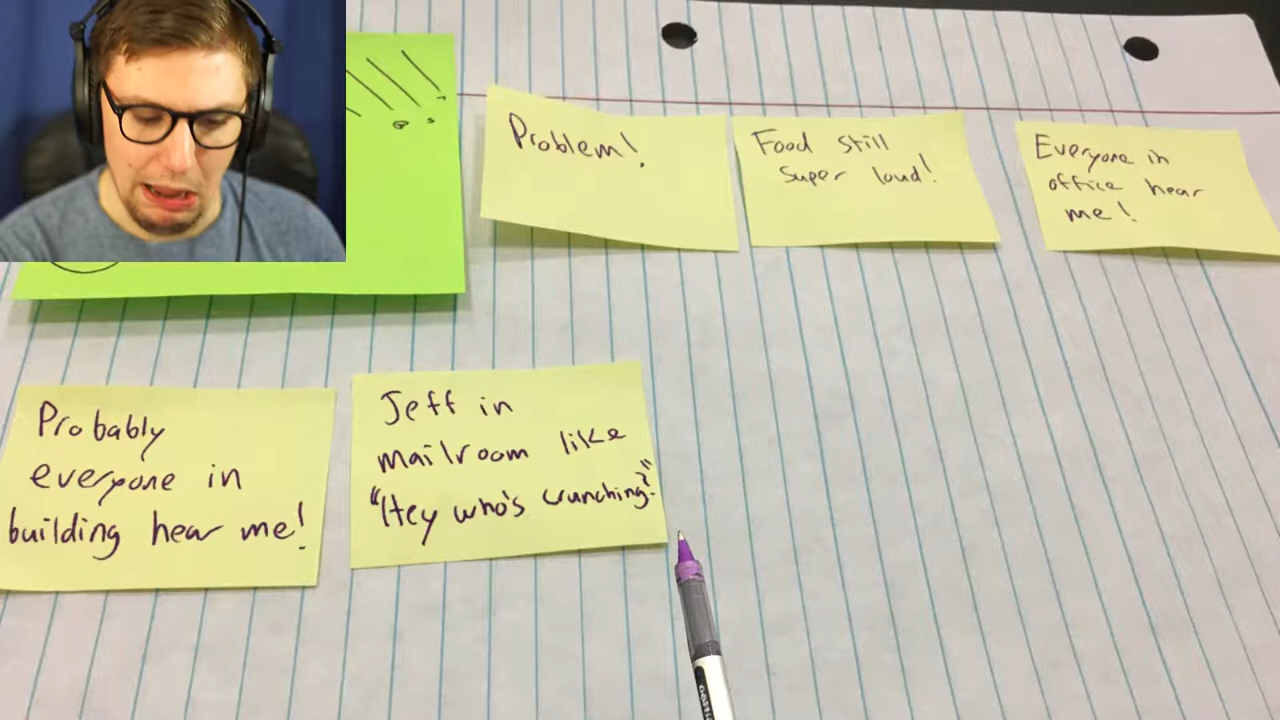 Problem!
Food still
super loud!
Everyone in
office hear
me!
Probably
everyone in
building hear me!
Jeff in
mailroom like
"Hey who's crunching?"